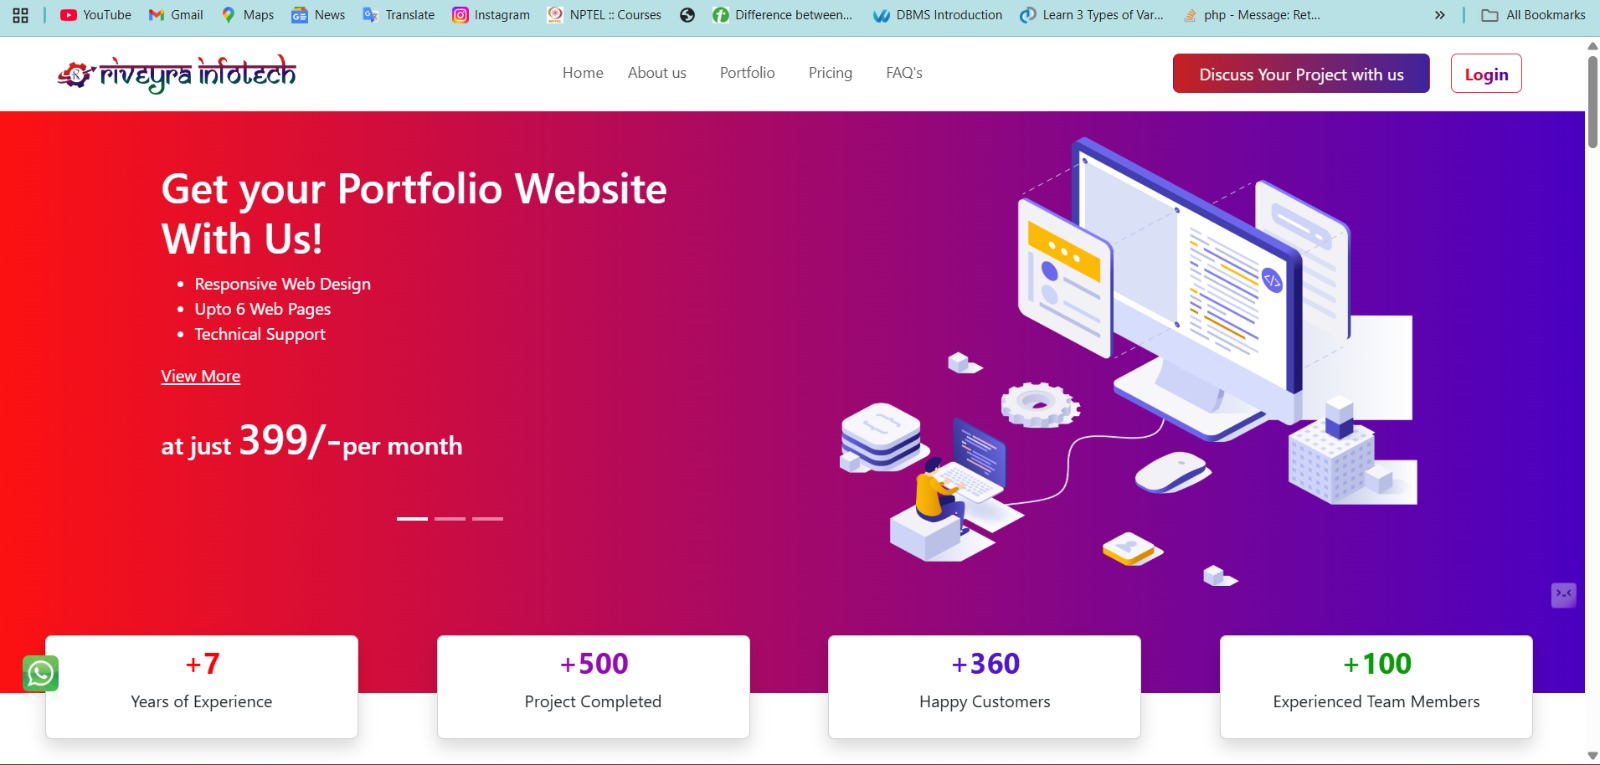 YouTube Gmail Maps News Translate Instagram NPTEL :: Courses Difference between... DBMS Introduction Learn 3 Types of Var... php - Message: Ret... » All Bookmarks
riveyra infotech Home About us Portfolio Pricing FAQ's Discuss Your Project with us Login
Get your Portfolio Website
With Us!
• Responsive Web Design
• Upto 6 Web Pages
• Technical Support
View More
at just 399/-per month
+7 +500 +360 +100
Years of Experience Project Completed Happy Customers Experienced Team Members